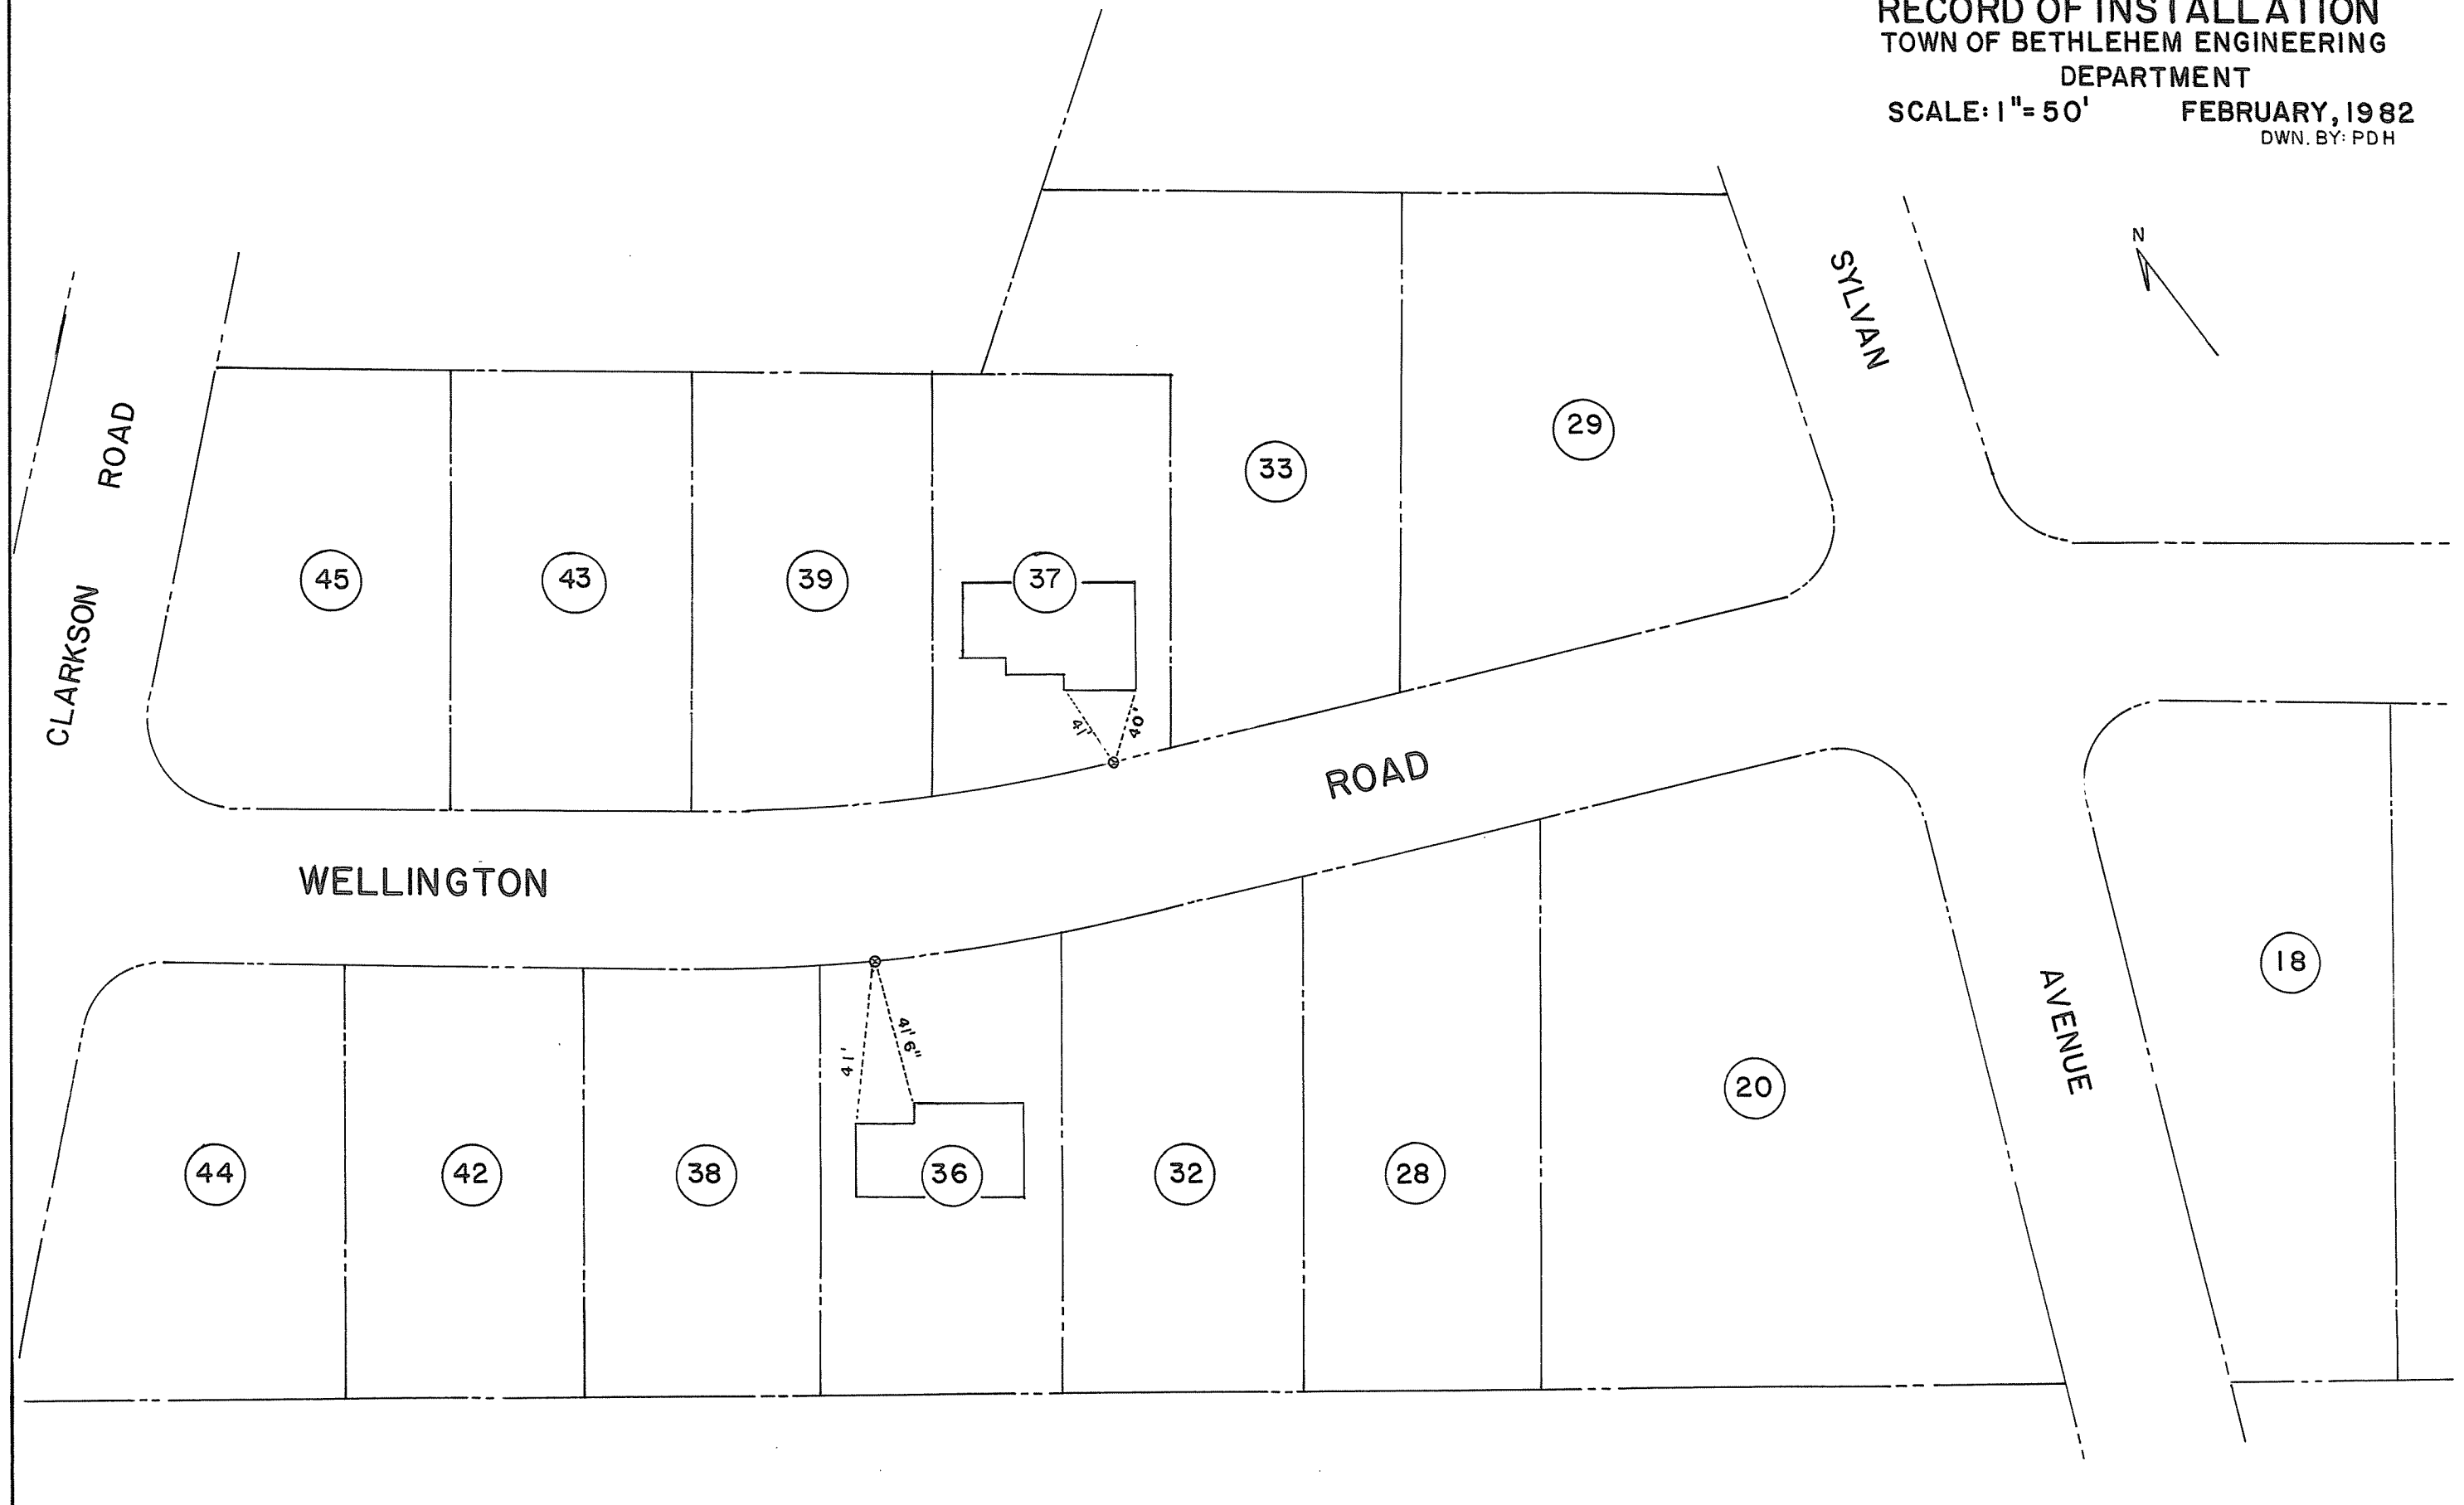 RECORD OF INSTALLATION
TOWN OF BETHLEHEM ENGINEERING
DEPARTMENT
SCALE: 1"= 50' FEBRUARY, 1982
DWN. BY: PDH
N
SYLVAN
AVENUE
CLARKSON ROAD
WELLINGTON ROAD
45
43
39
37
33
29
41'
40'
41'
41'6"
44
42
38
36
32
28
20
18